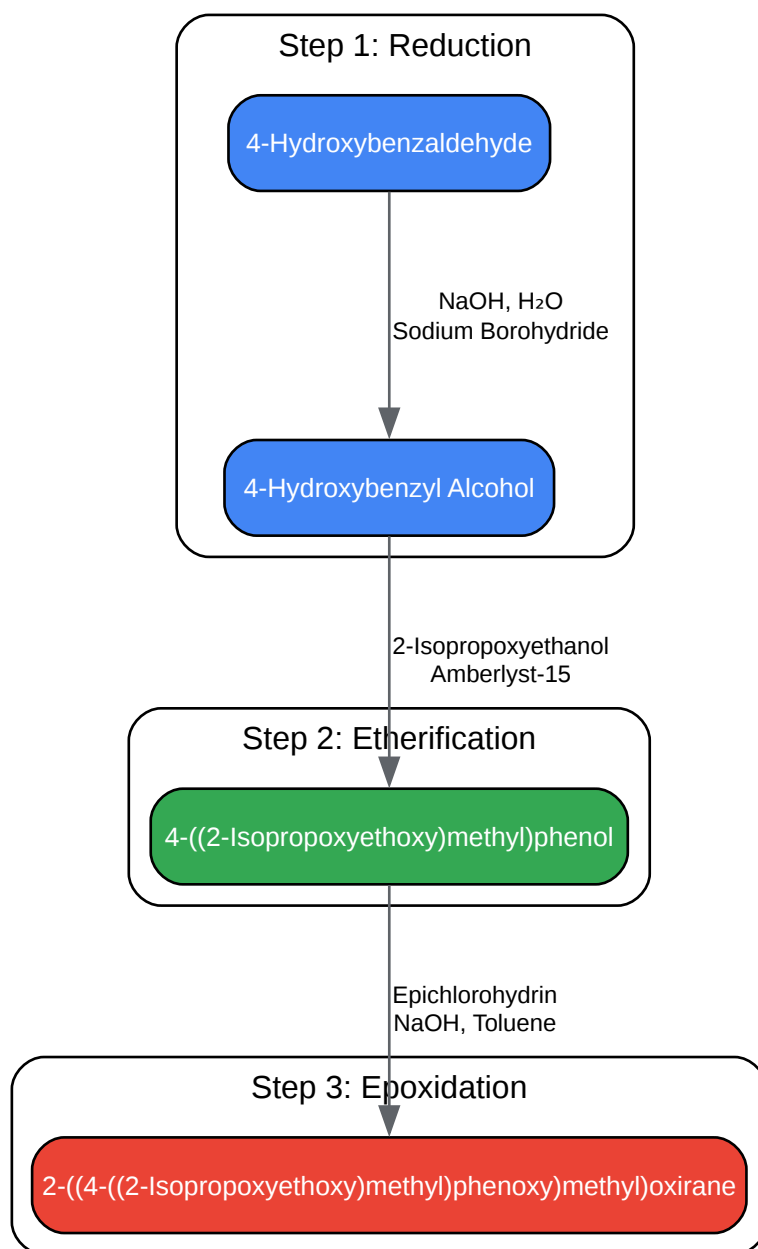 Step 1: Reduction
4-Hydroxybenzaldehyde
NaOH, H₂O
Sodium Borohydride
4-Hydroxybenzyl Alcohol
2-Isopropoxyethanol
Amberlyst-15
Step 2: Etherification
4-((2-Isopropoxyethoxy)methyl)phenol
Epichlorohydrin
NaOH, Toluene
Step 3: Epoxidation
2-((4-((2-Isopropoxyethoxy)methyl)phenoxy)methyl)oxirane